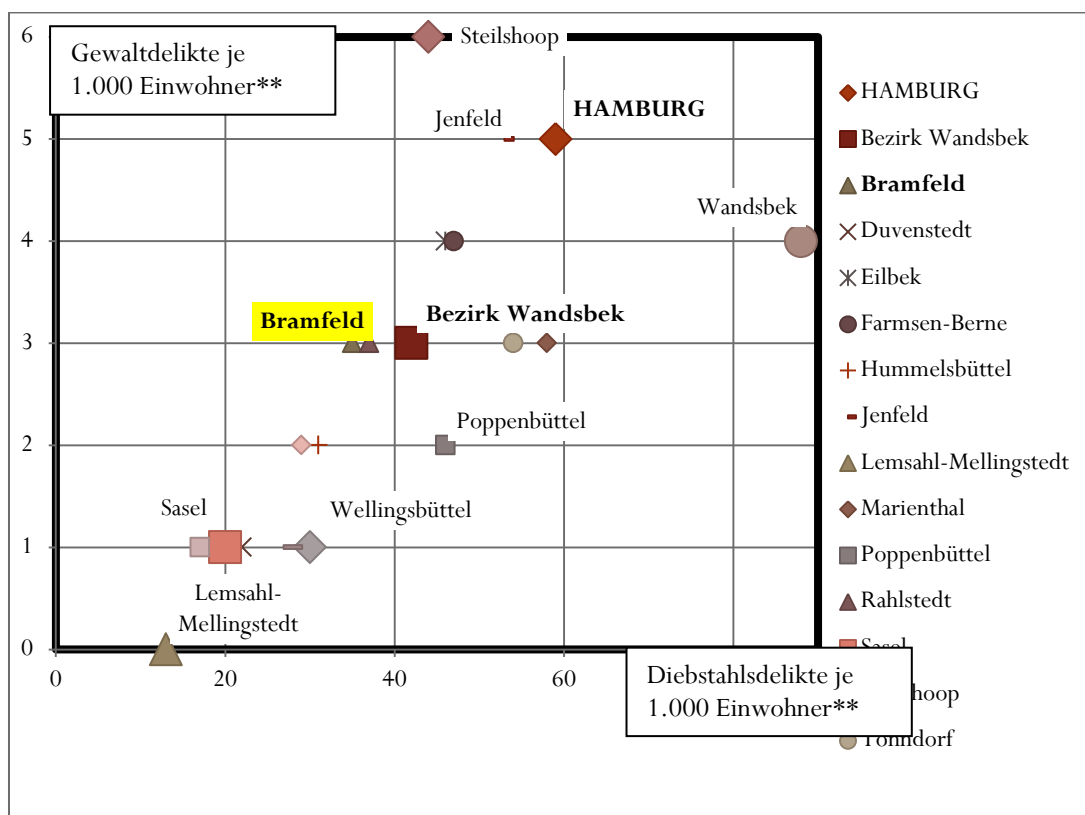 6
Gewaltdelikte je
1.000 Einwohner**
Steilshoop
5
Jenfeld
HAMBURG
4
Wandsbek
3
Bramfeld
Bezirk Wandsbek
2
Poppenbüttel
1
Sasel
Wellingsbüttel
Lemsahl-
Mellingstedt
0
0
20
40
60
Diebstahlsdelikte je
1.000 Einwohner**
HAMBURG
Bezirk Wandsbek
Bramfeld
Duvenstedt
Eilbek
Farmsen-Berne
Hummelsbüttel
Jenfeld
Lemsahl-Mellingstedt
Marienthal
Poppenbüttel
Rahlstedt
Sasel
hoop
Tonndorf